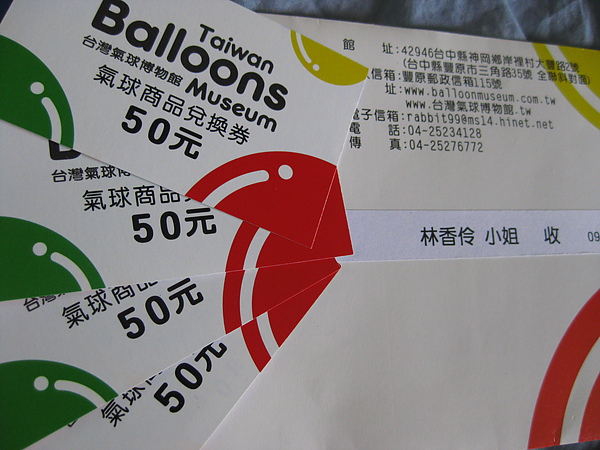 Taiwan
Balloons
Museum
台灣氣球博物館
氣球商品兌換券
50元
台灣氣球
氣球商品
50元
台灣氣球
氣球商品
50元
氣球商
50元
館 址:42946台中縣神岡鄉岸裡村大豐路2號
(台中縣豐原市三角路35號 全聯斜對面)
信箱:豐原郵政信箱115號
址:www.balloonmuseum.com.tw
www.台灣氣球博物館.tw
電子信箱:rabbit99@ms14.hinet.net
電 話:04-25234128
傳 真:04-25276772
林香伶 小姐 收 09